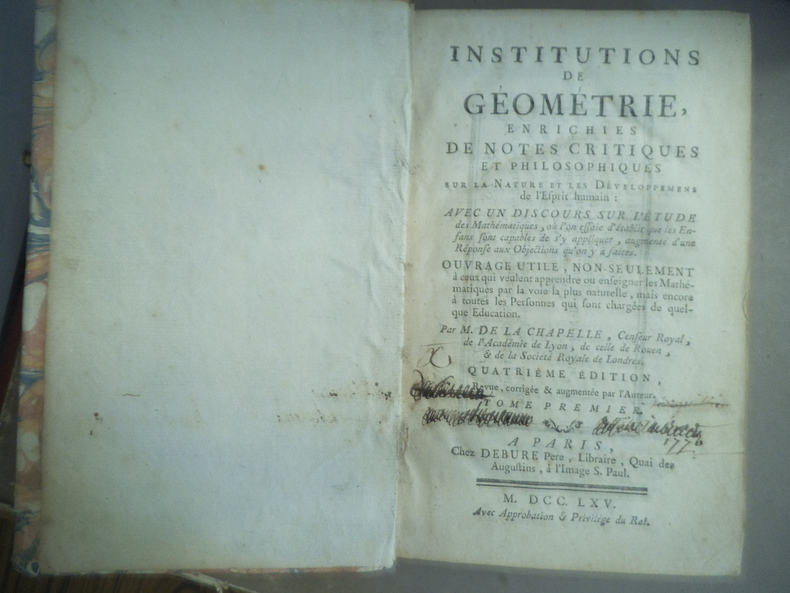 INSTITUTIONS
DE
GÉOMÉTRIE,
ENRICHIES
DE NOTES CRITIQUES
ET PHILOSOPHIQUES
SUR LA NATURE ET LES DÉVELOPPEMENS
de l'Esprit humain :
AVEC UN DISCOURS SUR L'ÉTUDE
des Mathématiques, où l'on essaie d'établir que les En-
fans sont capables de s'y appliquer, augmenté d'une
Réponse aux Objections qu'on y a faites.
OUVRAGE UTILE, NON-SEULEMENT
à ceux qui veulent apprendre ou enseigner les Mathé-
matiques par la voie la plus naturelle, mais encore
à toutes les Personnes qui sont chargées de quel-
que Education.
Par M. DE LA CHAPELLE, Censeur Royal,
de l'Académie de Lyon, de celle de Rouen,
& de la Société Royale de Londres.
QUATRIÈME ÉDITION,
Revue, corrigée & augmentée par l'Auteur.
TOME PREMIER.
A PARIS,
Chez DEBURE Pere, Libraire, Quai des
Augustins, à l'Image S. Paul.
M. DCC. LXV.
Avec Approbation & Privilége du Roi.